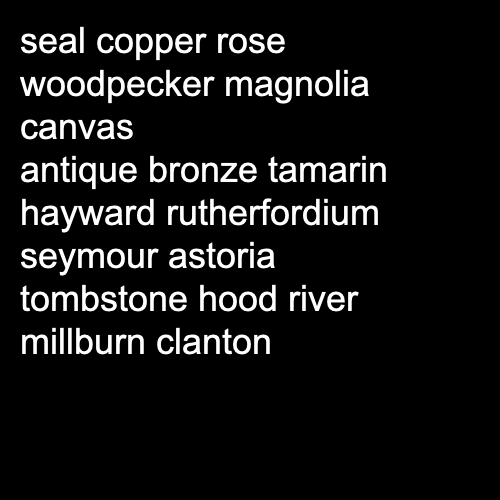 seal copper rose
woodpecker magnolia
canvas
antique bronze tamarin
hayward rutherfordium
seymour astoria
tombstone hood river
millburn clanton